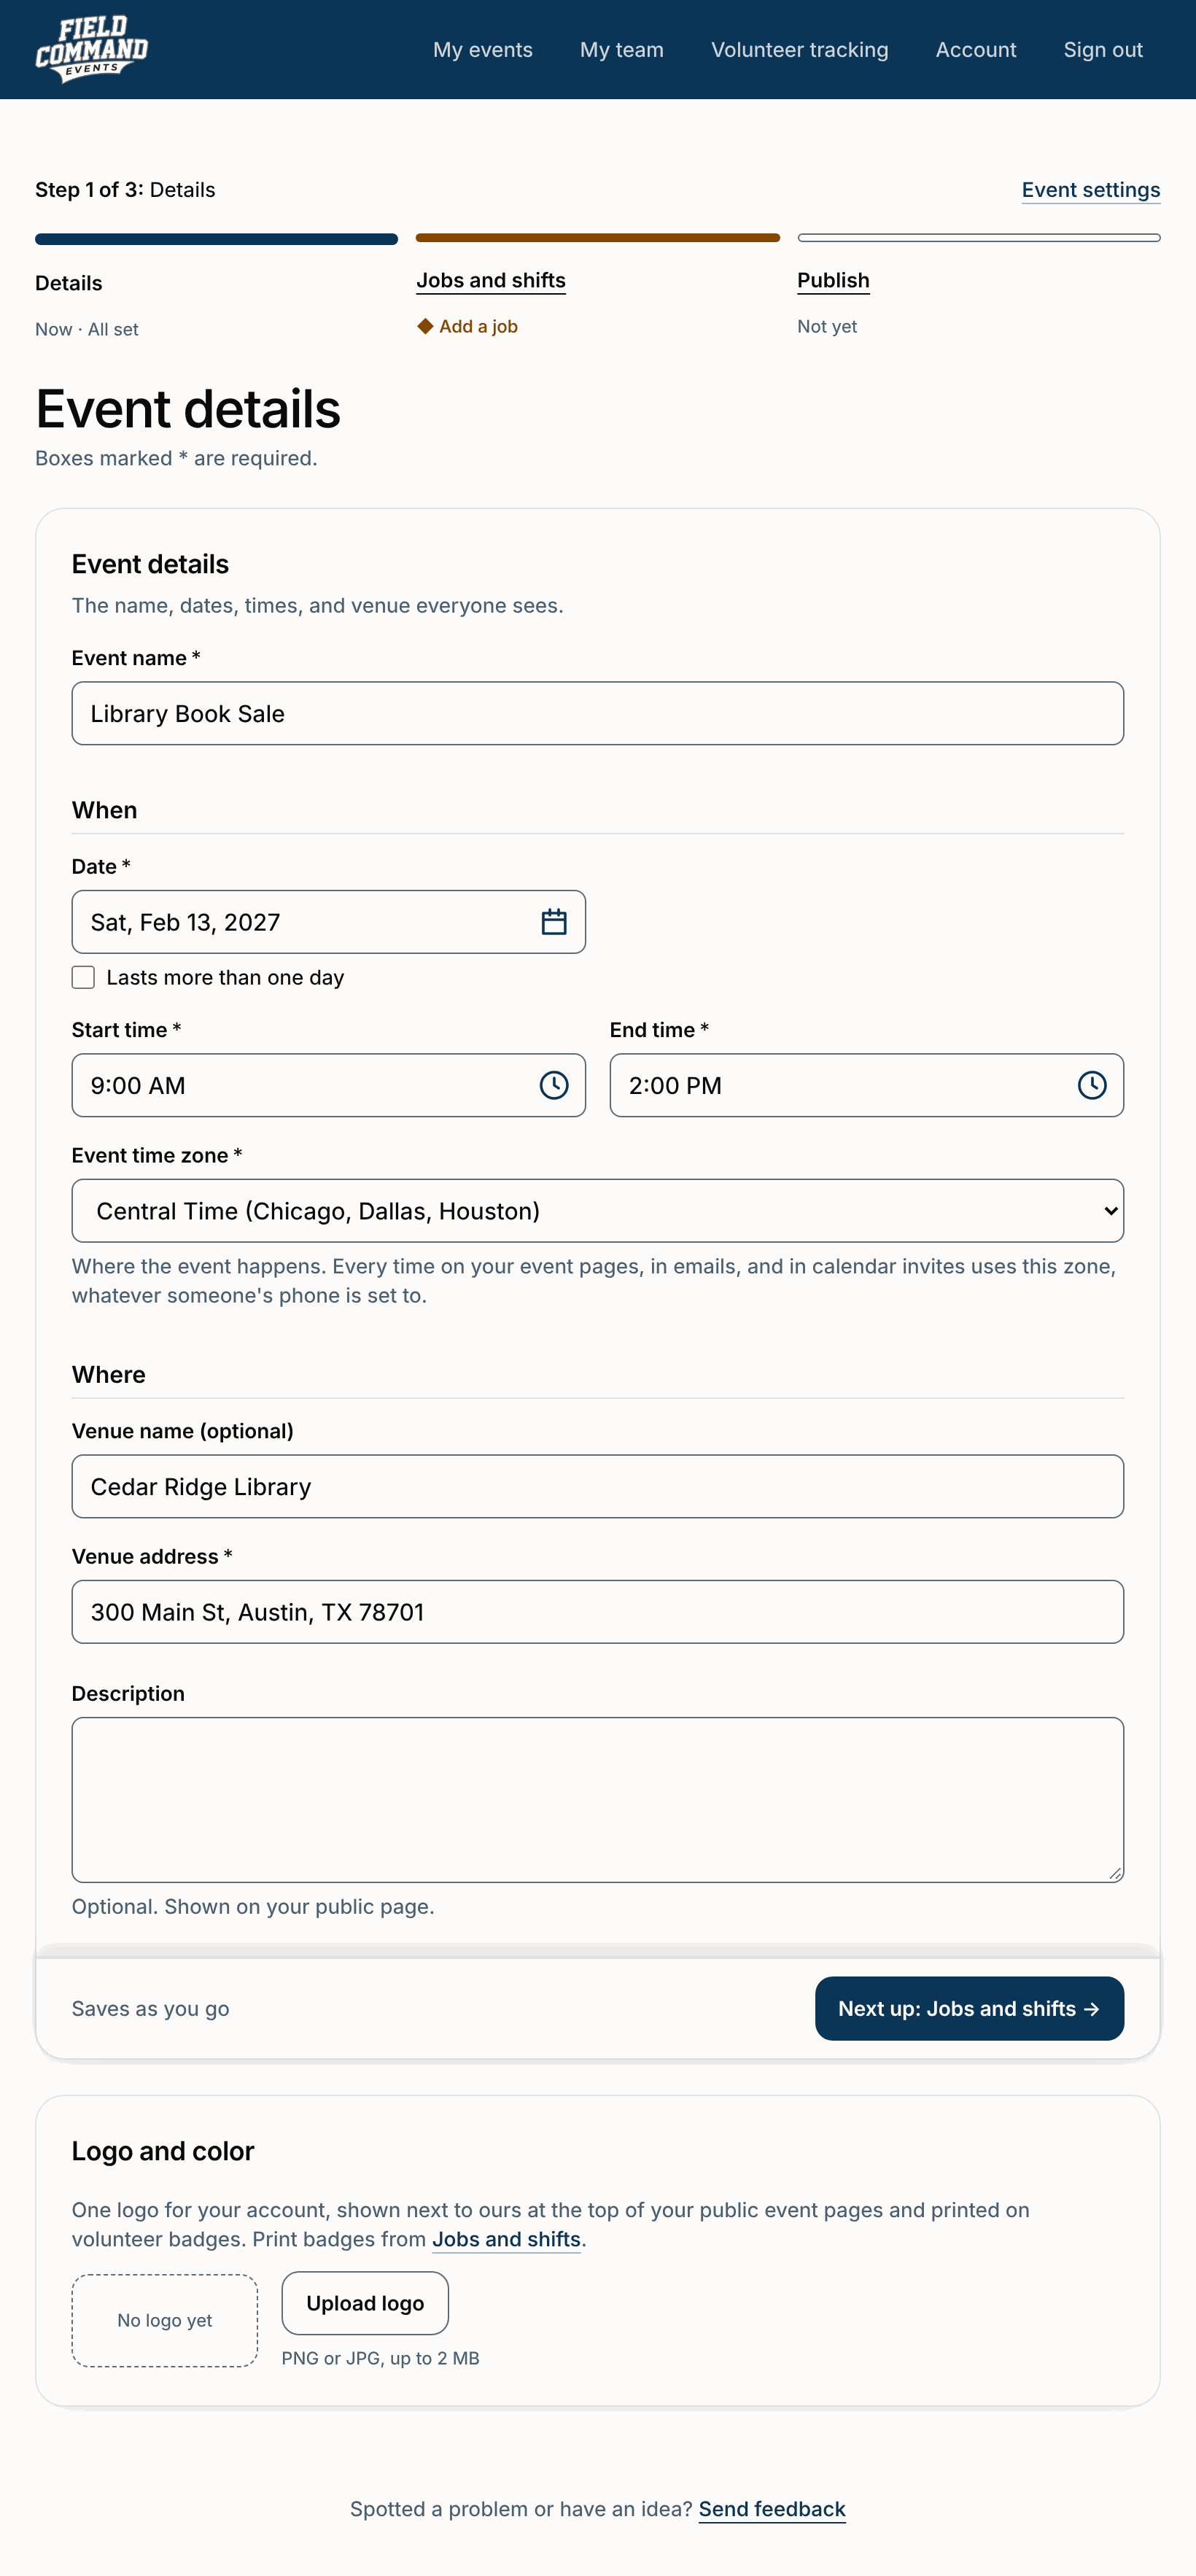 FIELD
COMMAND
EVENTS
My events
My team
Volunteer tracking
Account
Sign out
Step 1 of 3: Details
Event settings
Details
Now · All set
Jobs and shifts
◆ Add a job
Publish
Not yet
Event details
Boxes marked * are required.
Event details
The name, dates, times, and venue everyone sees.
Event name *
Library Book Sale
When
Date *
Sat, Feb 13, 2027
Lasts more than one day
Start time *
9:00 AM
End time *
2:00 PM
Event time zone *
Central Time (Chicago, Dallas, Houston)
Where the event happens. Every time on your event pages, in emails, and in calendar invites uses this zone,
whatever someone's phone is set to.
Where
Venue name (optional)
Cedar Ridge Library
Venue address *
300 Main St, Austin, TX 78701
Description
Optional. Shown on your public page.
Saves as you go
Next up: Jobs and shifts →
Logo and color
One logo for your account, shown next to ours at the top of your public event pages and printed on
volunteer badges. Print badges from Jobs and shifts.
No logo yet
Upload logo
PNG or JPG, up to 2 MB
Spotted a problem or have an idea? Send feedback